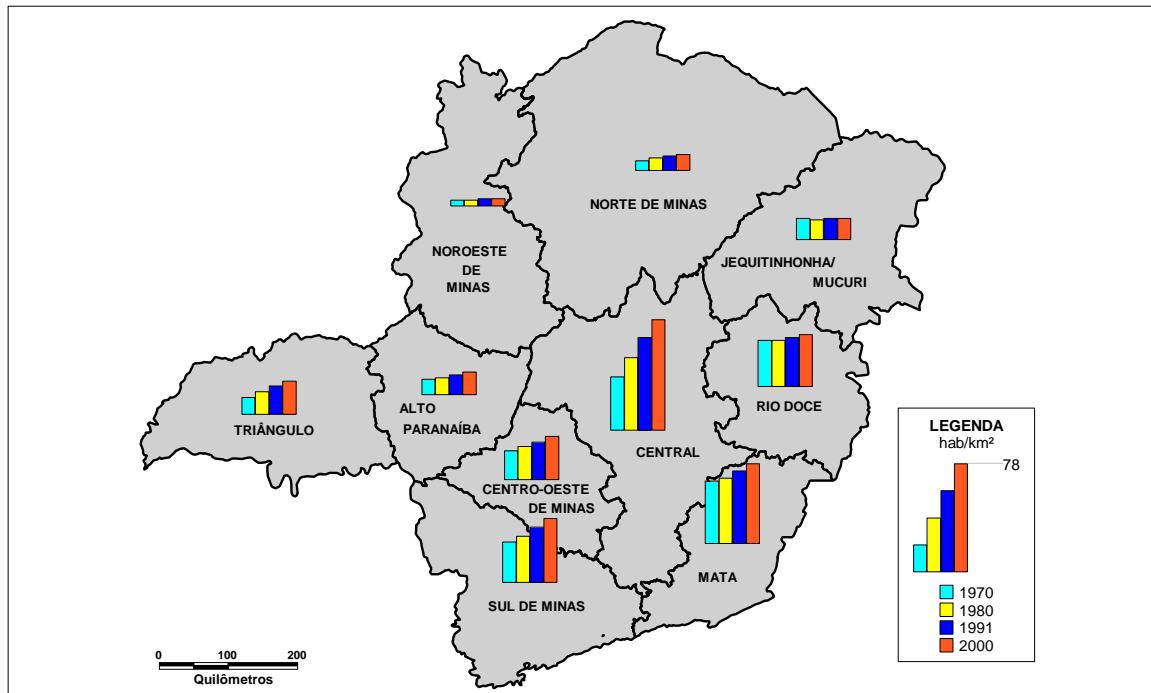 NORTE DE MINAS
NOROESTE
DE
MINAS
JEQUITINHONHA/
MUCURI
TRIÂNGULO
ALTO
PARANAÍBA
CENTRAL
RIO DOCE
CENTRO-OESTE
DE MINAS
MATA
SUL DE MINAS
LEGENDA
hab/km²
78
1970
1980
1991
2000
0 100 200
Quilômetros